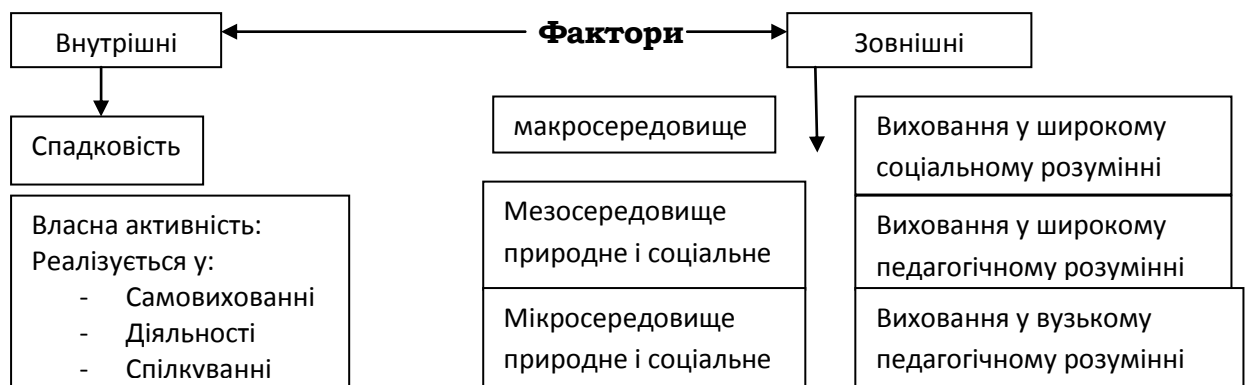 Фактори
Внутрішні
Зовнішні
Спадковість
Власна активність:
Реалізується у:
- Самовихованні
- Діяльності
- Спілкуванні
макросередовище
Мезосередовище
природне і соціальне
Мікросередовище
природне і соціальне
Виховання у широкому
соціальному розумінні
Виховання у широкому
педагогічному розумінні
Виховання у вузькому
педагогічному розумінні